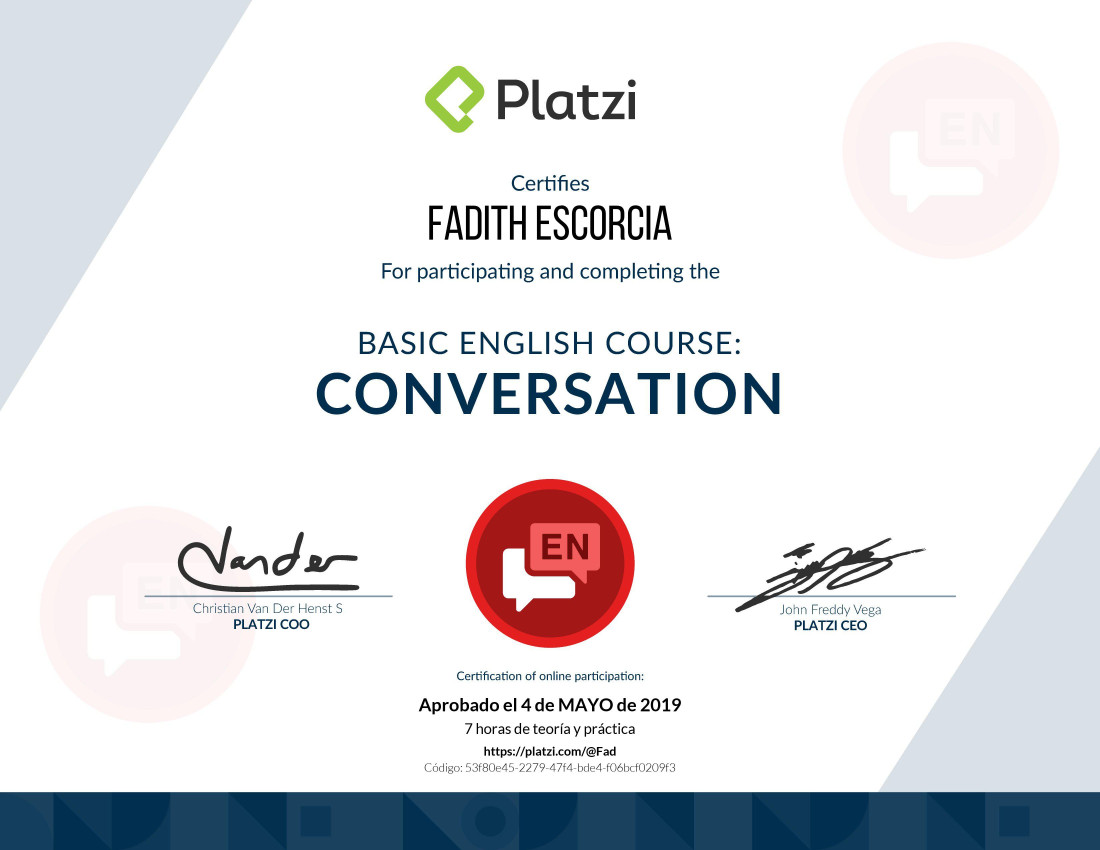 Platzi
EN
Certifies
FADITH ESCORCIA
For participating and completing the
BASIC ENGLISH COURSE:
CONVERSATION
EN
Vander
EN
Christian Van Der Henst S
PLATZI COO
John Freddy Vega
PLATZI CEO
Certification of online participation:
Aprobado el 4 de MAYO de 2019
7 horas de teoría y práctica
https://platzi.com/@Fad
Código: 53f80e45-2279-47f4-bde4-f06bcf0209f3